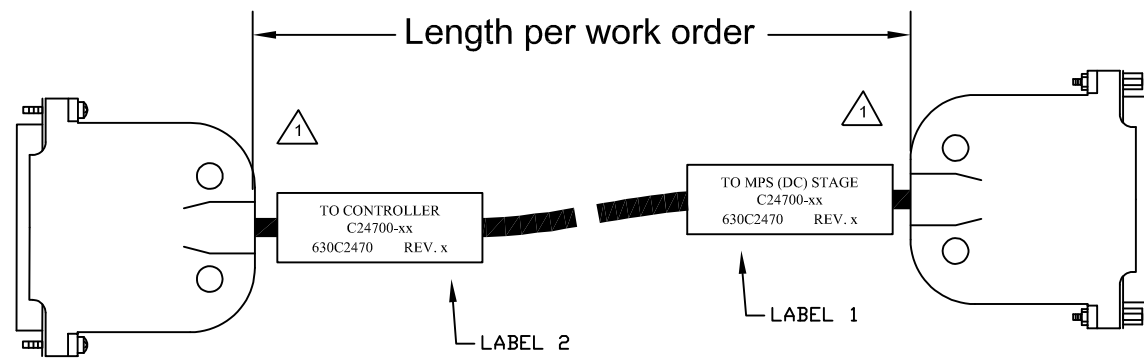 Length per work order
1
1
TO CONTROLLER
C24700-xx
630C2470 REV. x
TO MPS (DC) STAGE
C24700-xx
630C2470 REV. x
LABEL 2
LABEL 1